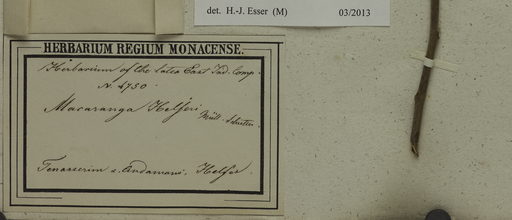 det. H.-J. Esser (M) 03/2013
HERBARIUM REGIUM MONACENSE.
Herbarium of the late East Ind. Comp.
N. 4750.
Macaranga Helferi Müll.
Tenasserim & Andamans. Helfer.